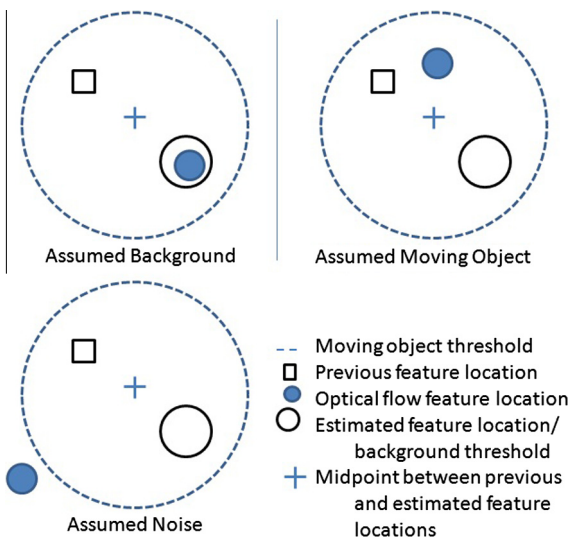 Assumed Background
Assumed Moving Object
Assumed Noise
Moving object threshold
Previous feature location
Optical flow feature location
Estimated feature location/
background threshold
Midpoint between previous
and estimated feature
locations